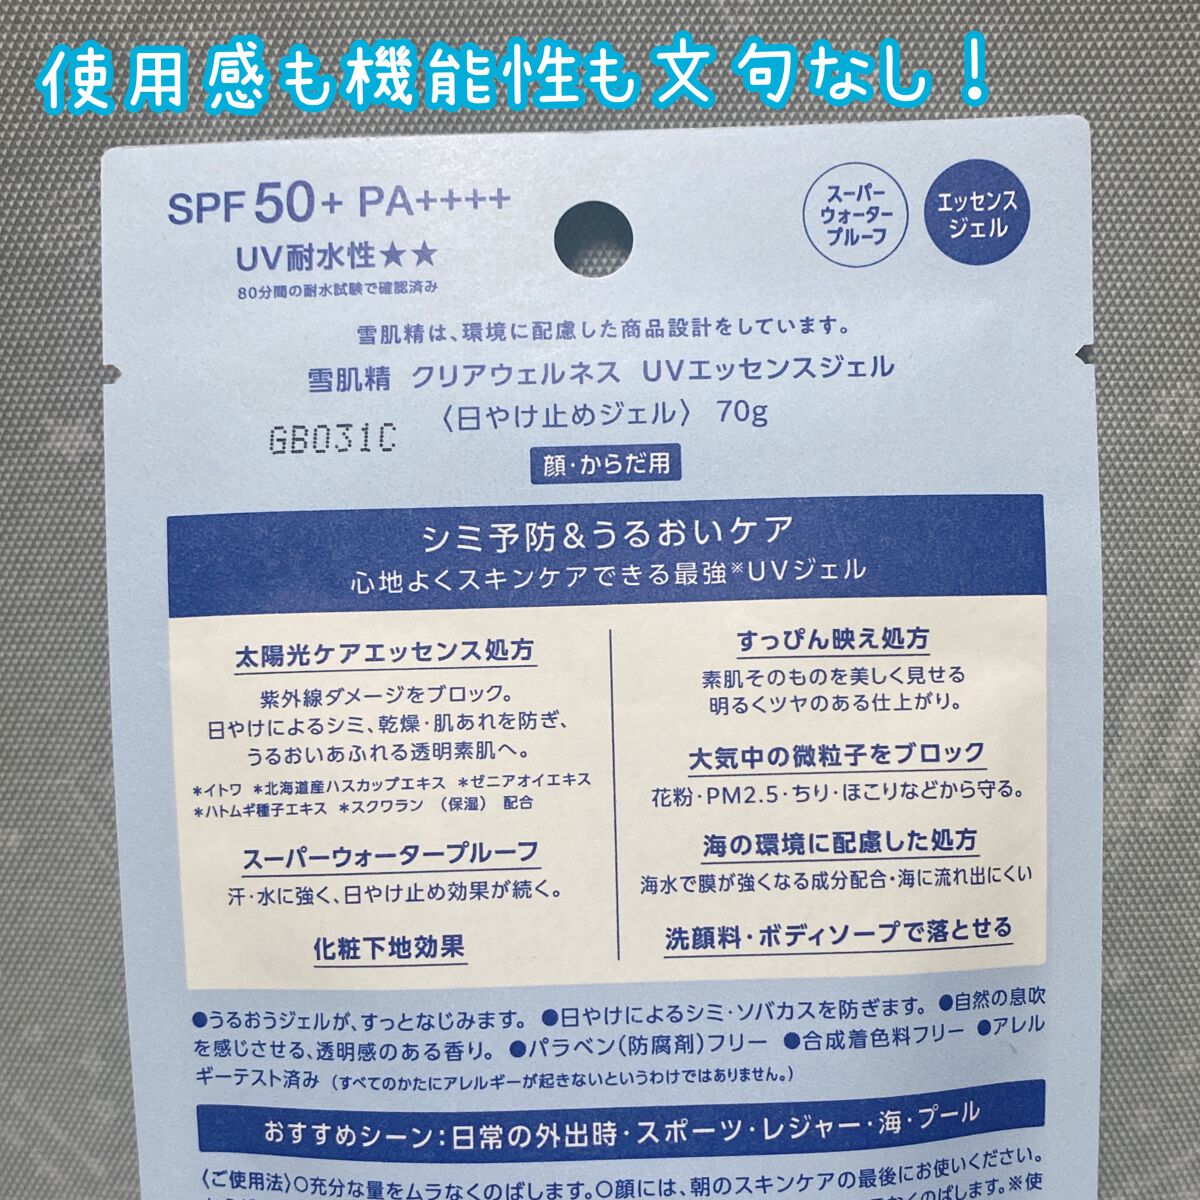 使用感も機能性も文句なし！
SPF50+ PA++++
UV耐水性★★
80分間の耐水試験で確認済み
スーパー
ウォーター
プルーフ
エッセンス
ジェル
雪肌精は、環境に配慮した商品設計をしています。
雪肌精 クリアウェルネス UVエッセンスジェル
〈日やけ止めジェル〉 70g
GB031C
顔・からだ用
シミ予防&うるおいケア
心地よくスキンケアできる最強※UVジェル
太陽光ケアエッセンス処方
紫外線ダメージをブロック。
日やけによるシミ、乾燥・肌あれを防ぎ、
うるおいあふれる透明素肌へ。
＊イトワ ＊北海道産ハスカップエキス ＊ゼニアオイエキス
＊ハトムギ種子エキス ＊スクワラン （保湿） 配合
スーパーウォータープルーフ
汗・水に強く、日やけ止め効果が続く。
化粧下地効果
すっぴん映え処方
素肌そのものを美しく見せる
明るくツヤのある仕上がり。
大気中の微粒子をブロック
花粉・PM2.5・ちり・ほこりなどから守る。
海の環境に配慮した処方
海水で膜が強くなる成分配合・海に流れ出にくい
洗顔料・ボディソープで落とせる
●うるおうジェルが、すっとなじみます。 ●日やけによるシミ・ソバカスを防ぎます。 ●自然の息吹
を感じさせる、透明感のある香り。 ●パラベン（防腐剤）フリー ●合成着色料フリー ●アレル
ギーテスト済み（すべてのかたにアレルギーが起きないというわけではありません。）
おすすめシーン：日常の外出時・スポーツ・レジャー・海・プール
〈ご使用法〉○充分な量をムラなくのばします。○顔には、朝のスキンケアの最後にお使いください。
なくのばします。※使